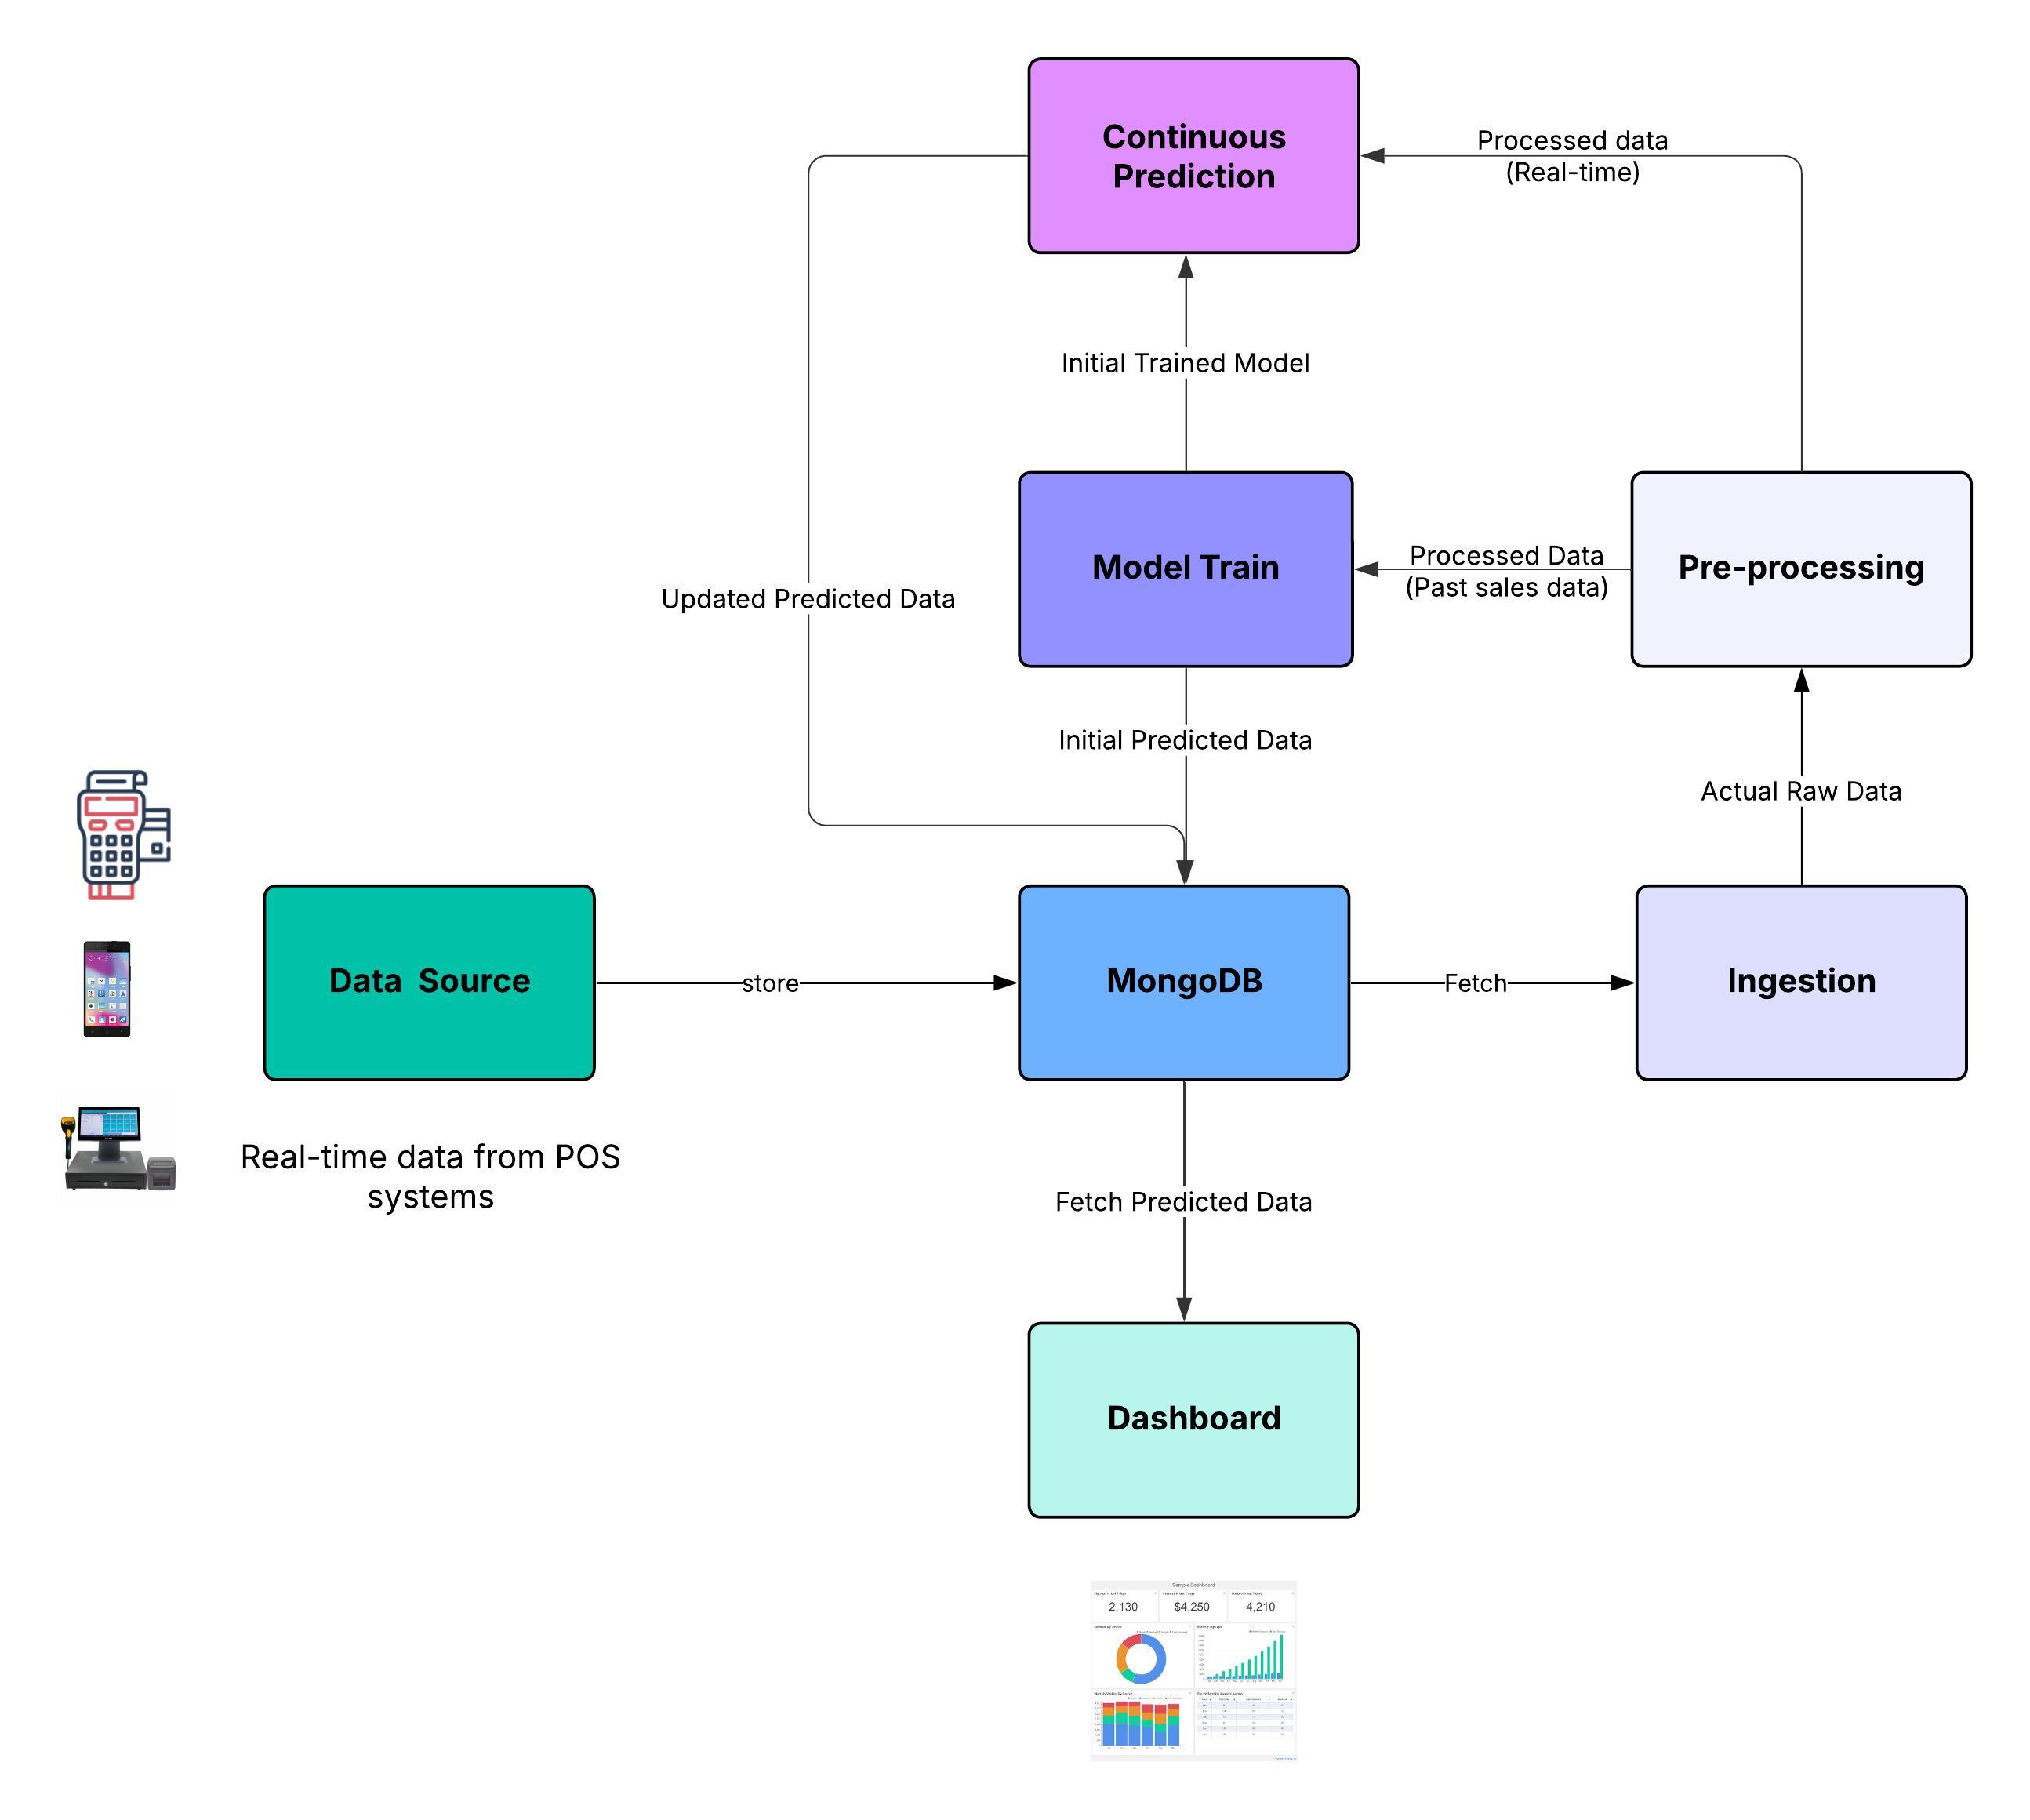 Continuous
Prediction
Processed data
(Real-time)
Initial Trained Model
Model Train
Processed Data
(Past sales data)
Pre-processing
Updated Predicted Data
Initial Predicted Data
Actual Raw Data
Data  Source
store
MongoDB
Fetch
Ingestion
Real-time data from POS
systems
Fetch Predicted Data
Dashboard
Sample Dashboard
2,130
$4,250
4,210